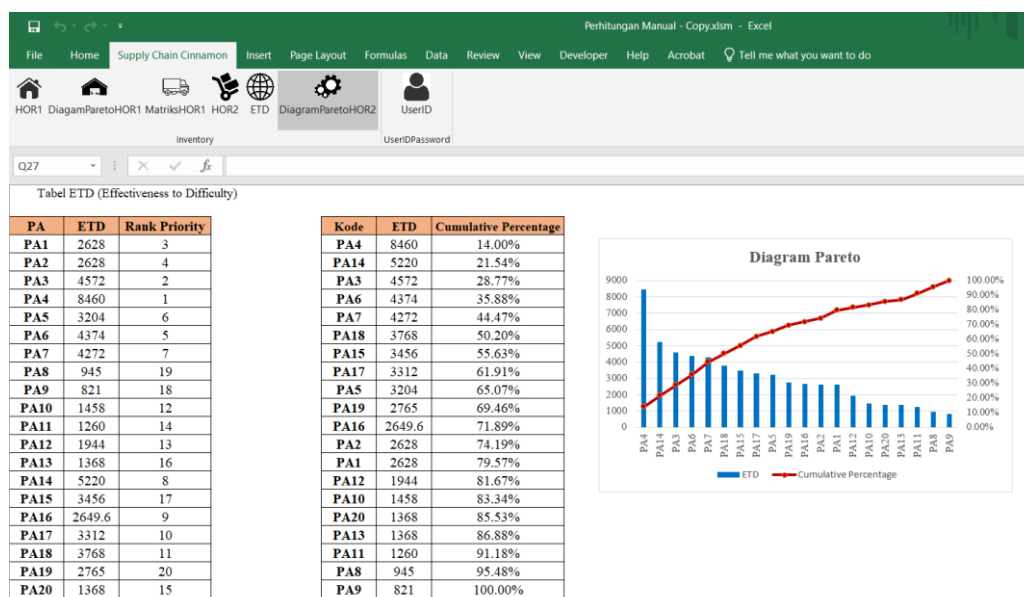 Perhitungan Manual - Copy.xlsm - Excel
File Home Supply Chain Cinnamon Insert Page Layout Formulas Data Review View Developer Help Acrobat Tell me what you want to do
HOR1 DiagamParetoHOR1 MatriksHOR1 HOR2 ETD DiagramParetoHOR2 UserID
Inventory UserIDPassword
Q27 fx
Tabel ETD (Effectiveness to Difficulty)
PA ETD Rank Priority
PA1 2628 3
PA2 2628 4
PA3 4572 2
PA4 8460 1
PA5 3204 6
PA6 4374 5
PA7 4272 7
PA8 945 19
PA9 821 18
PA10 1458 12
PA11 1260 14
PA12 1944 13
PA13 1368 16
PA14 5220 8
PA15 3456 17
PA16 2649.6 9
PA17 3312 10
PA18 3768 11
PA19 2765 20
PA20 1368 15
Kode ETD Cumulative Percentage
PA4 8460 14.00%
PA14 5220 21.54%
PA3 4572 28.77%
PA6 4374 35.88%
PA7 4272 44.47%
PA18 3768 50.20%
PA15 3456 55.63%
PA17 3312 61.91%
PA5 3204 65.07%
PA19 2765 69.46%
PA16 2649.6 71.89%
PA2 2628 74.19%
PA1 2628 79.57%
PA12 1944 81.67%
PA10 1458 83.34%
PA20 1368 85.53%
PA13 1368 86.88%
PA11 1260 91.18%
PA8 945 95.48%
PA9 821 100.00%
Diagram Pareto
9000 100.00%
8000 90.00%
7000 80.00%
6000 70.00%
5000 60.00%
4000 50.00%
3000 40.00%
2000 30.00%
1000 20.00%
0 10.00%
0.00%
PA4 PA14 PA3 PA6 PA7 PA18 PA15 PA17 PA5 PA19 PA16 PA2 PA1 PA12 PA10 PA20 PA13 PA11 PA8 PA9
ETD Cumulative Percentage